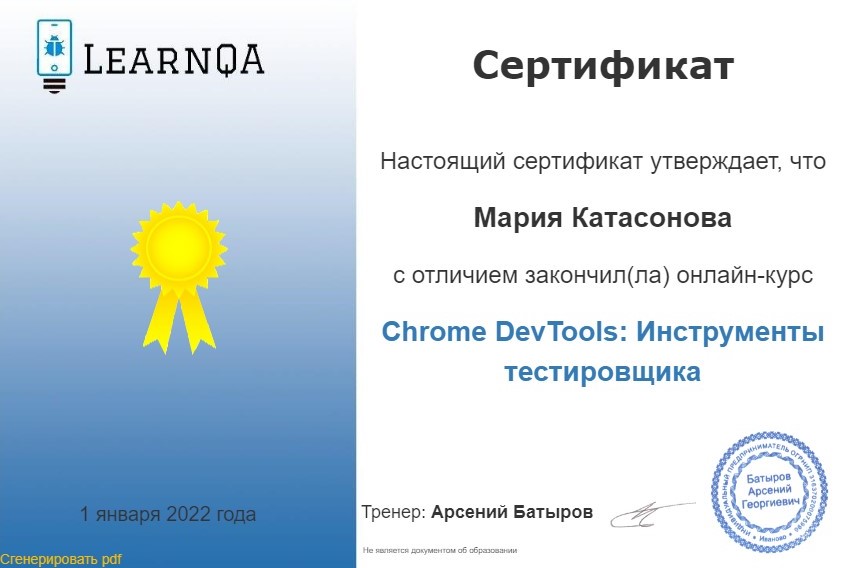 LEARNQA
Сертификат
Настоящий сертификат утверждает, что
Мария Катасонова
с отличием закончил(ла) онлайн-курс
Chrome DevTools: Инструменты
тестировщика
1 января 2022 года
Тренер: Арсений Батыров
ИНДИВИДУАЛЬНЫЙ ПРЕДПРИНИМАТЕЛЬ ОГРНИП
Батыров
Арсений
Георгиевич
Иваново
Не является документом об образовании
Сгенерировать pdf